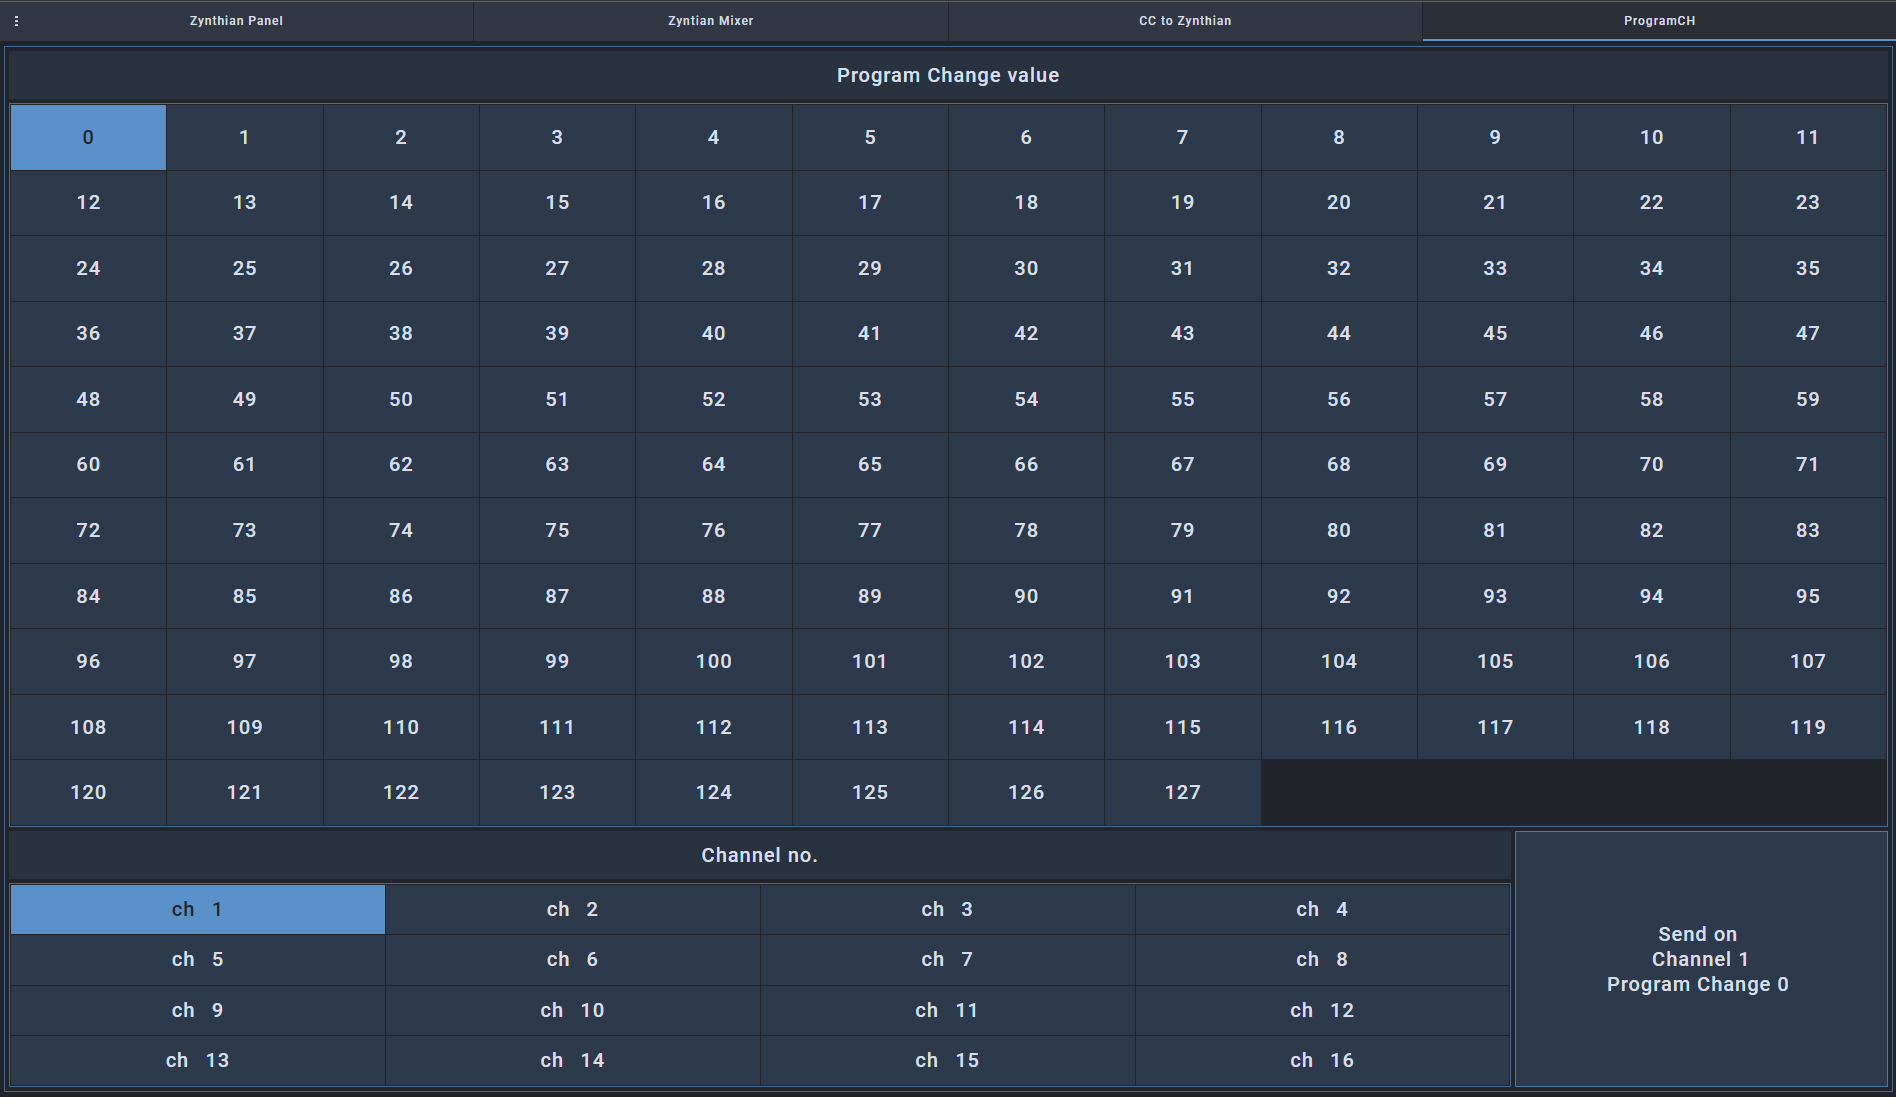 Zynthian Panel Zyntian Mixer CC to Zynthian ProgramCH
Program Change value
0 1 2 3 4 5 6 7 8 9 10 11
12 13 14 15 16 17 18 19 20 21 22 23
24 25 26 27 28 29 30 31 32 33 34 35
36 37 38 39 40 41 42 43 44 45 46 47
48 49 50 51 52 53 54 55 56 57 58 59
60 61 62 63 64 65 66 67 68 69 70 71
72 73 74 75 76 77 78 79 80 81 82 83
84 85 86 87 88 89 90 91 92 93 94 95
96 97 98 99 100 101 102 103 104 105 106 107
108 109 110 111 112 113 114 115 116 117 118 119
120 121 122 123 124 125 126 127
Channel no.
ch 1 ch 2 ch 3 ch 4
ch 5 ch 6 ch 7 ch 8
ch 9 ch 10 ch 11 ch 12
ch 13 ch 14 ch 15 ch 16
Send on
Channel 1
Program Change 0